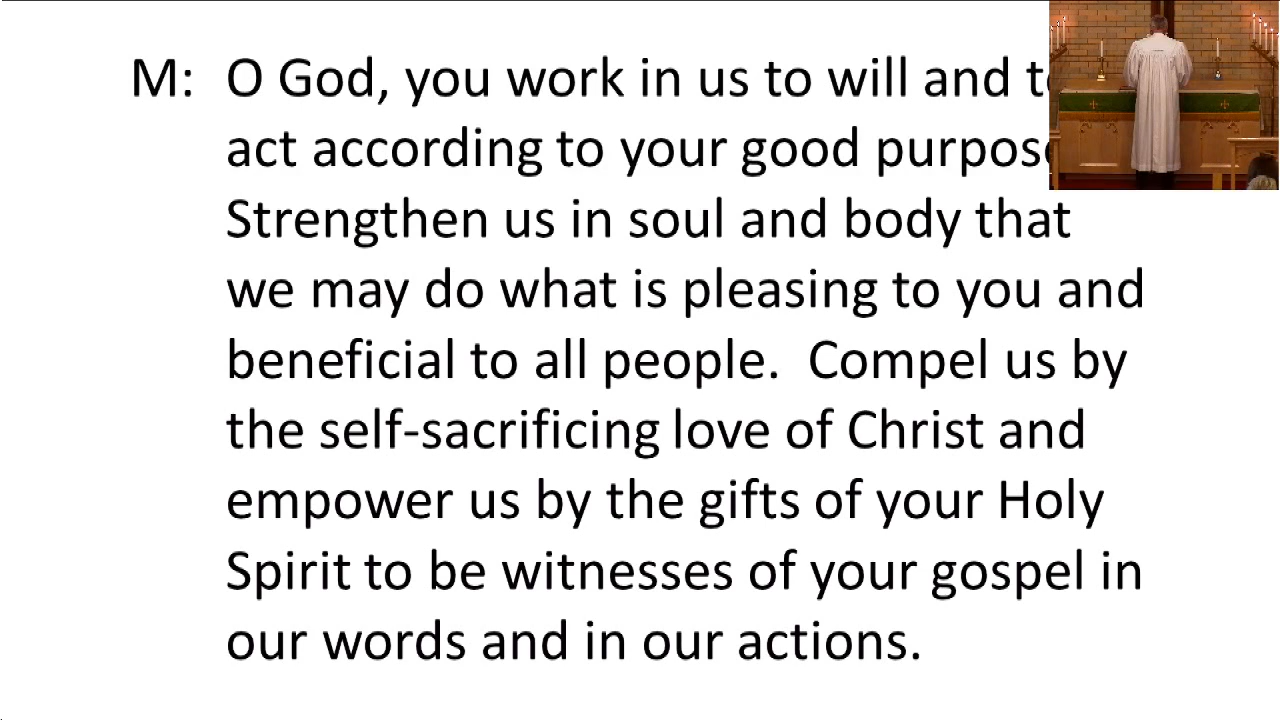 M: O God, you work in us to will and
act according to your good
Strengthen us in soul and body that
we may do what is pleasing to you and
beneficial to all people. Compel us by
the self-sacrificing love of Christ and
empower us by the gifts of your Holy
Spirit to be witnesses of your gospel in
our words and in our actions.